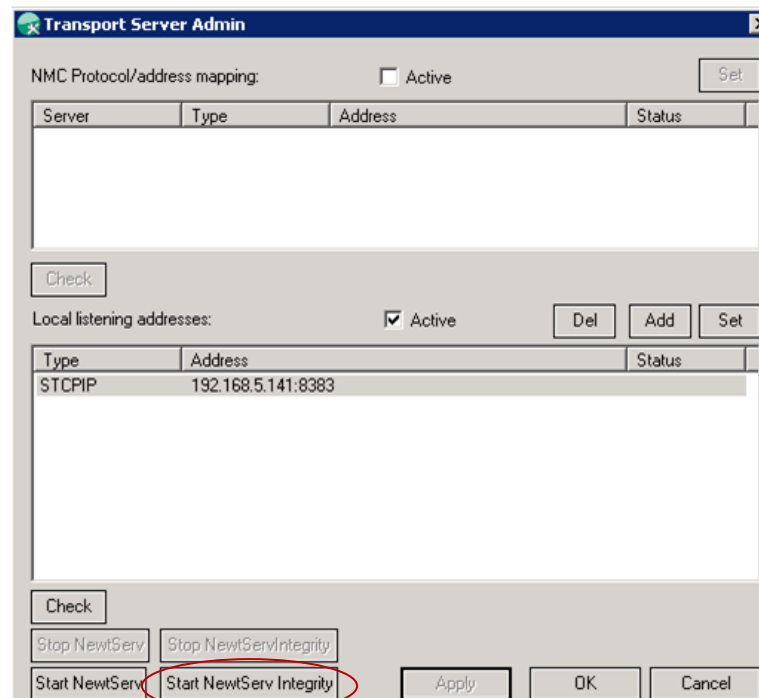 Transport Server Admin
NMC Protocol/address mapping: Active Set
Server Type Address Status
Check
Local listening addresses: Active Del Add Set
Type Address Status
STCPIP 192.168.5.141:8383
Check
Stop NewtServ Stop NewtServIntegrity
Start NewtServ Start NewtServ Integrity Apply OK Cancel